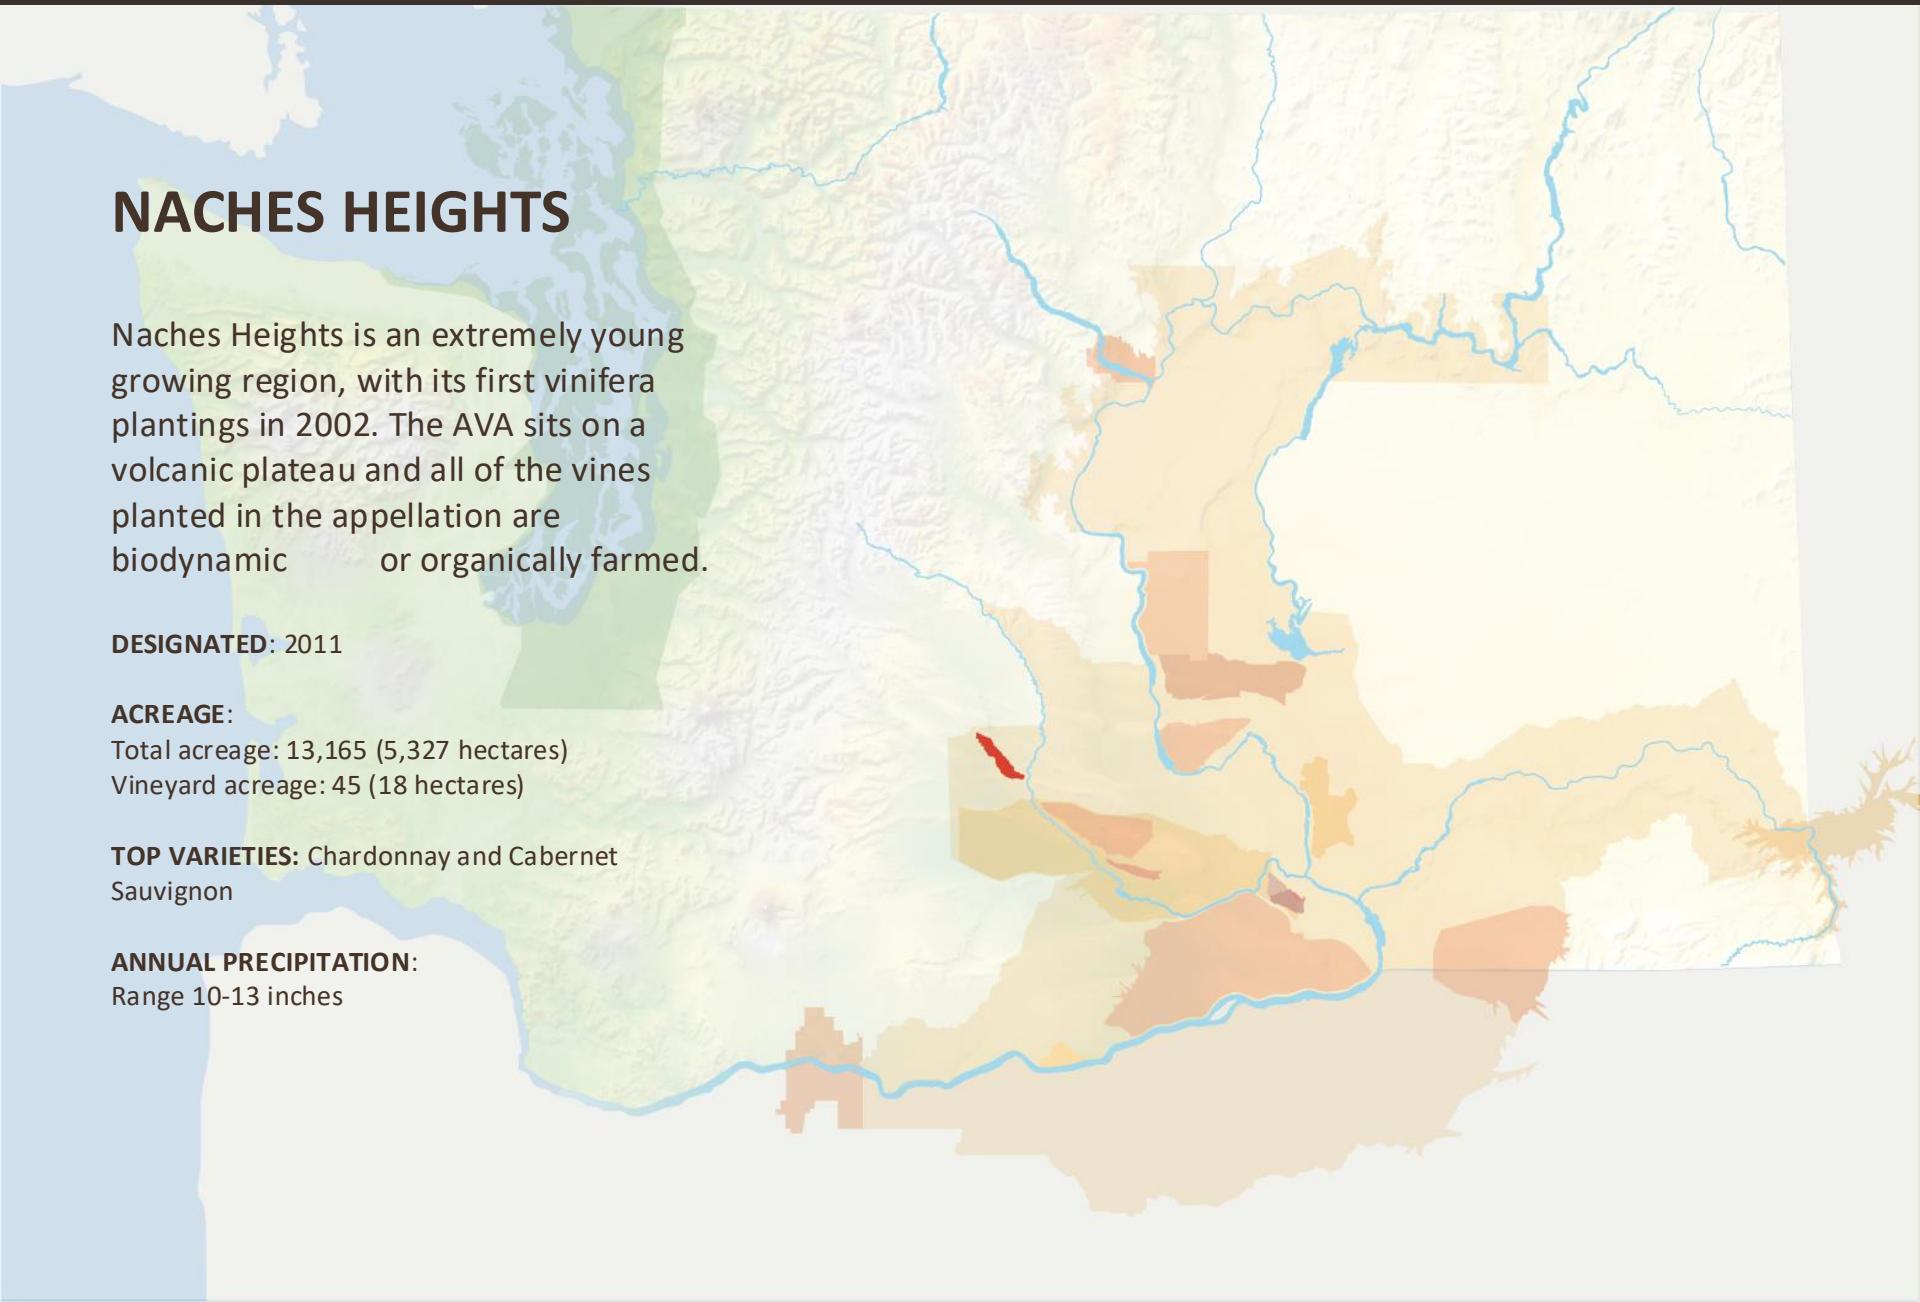 NACHES HEIGHTS
Naches Heights is an extremely young
growing region, with its first vinifera
plantings in 2002. The AVA sits on a
volcanic plateau and all of the vines
planted in the appellation are
biodynamic or organically farmed.
DESIGNATED: 2011
ACREAGE:
Total acreage: 13,165 (5,327 hectares)
Vineyard acreage: 45 (18 hectares)
TOP VARIETIES: Chardonnay and Cabernet
Sauvignon
ANNUAL PRECIPITATION:
Range 10-13 inches